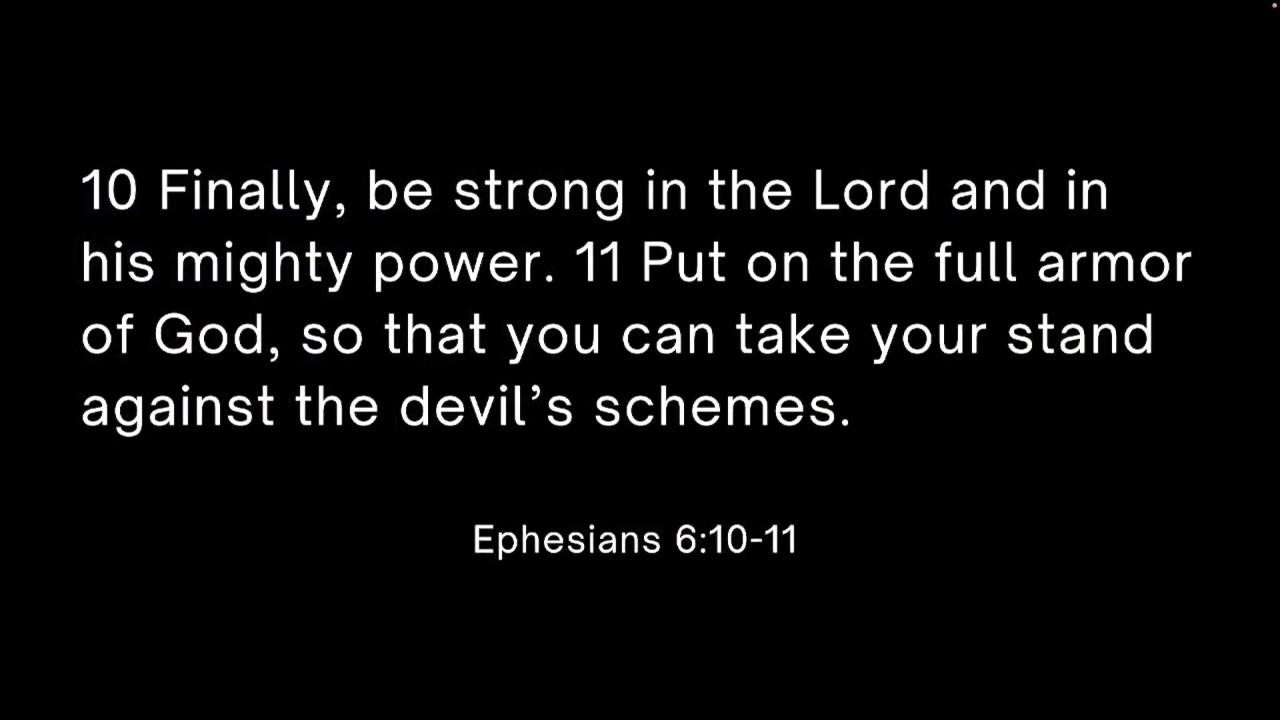 10 Finally, be strong in the Lord and in
his mighty power. 11 Put on the full armor
of God, so that you can take your stand
against the devil’s schemes.
Ephesians 6:10-11